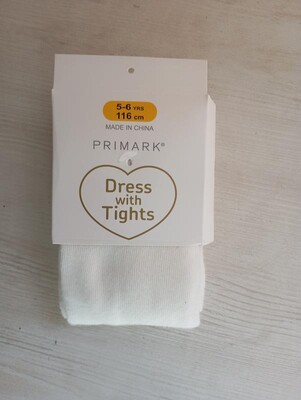 5-6 YRS
116 cm
MADE IN CHINA
PRIMARK®
Dress
with
Tights